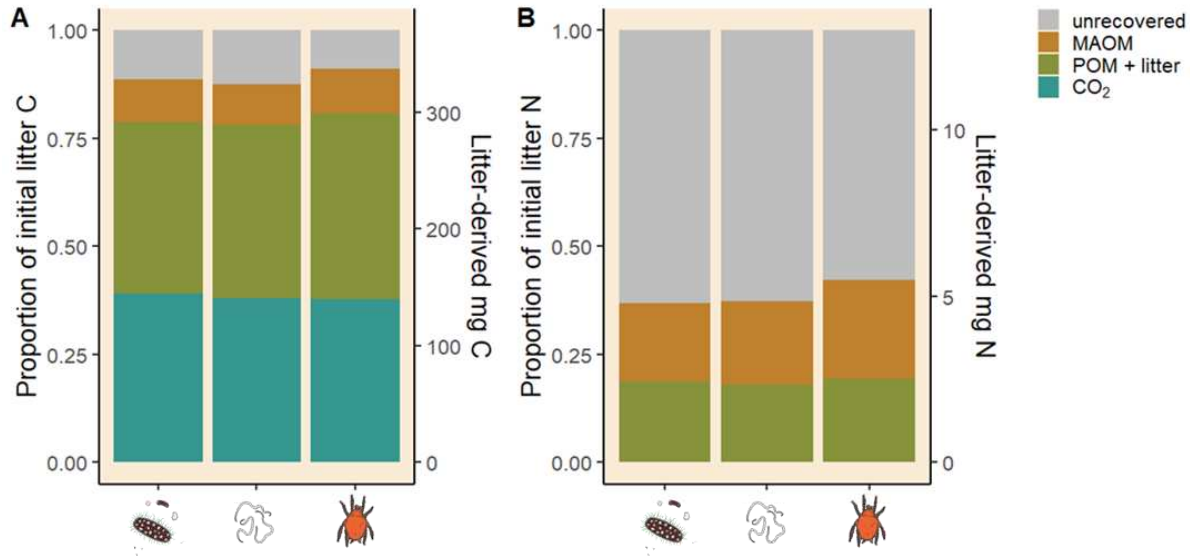 A
Proportion of initial litter C
1.00
0.75
0.50
0.25
0.00
300
200
100
0
Litter-derived mg C
B
Proportion of initial litter N
1.00
0.75
0.50
0.25
0.00
10
5
0
Litter-derived mg N
unrecovered
MAOM
POM + litter
CO₂